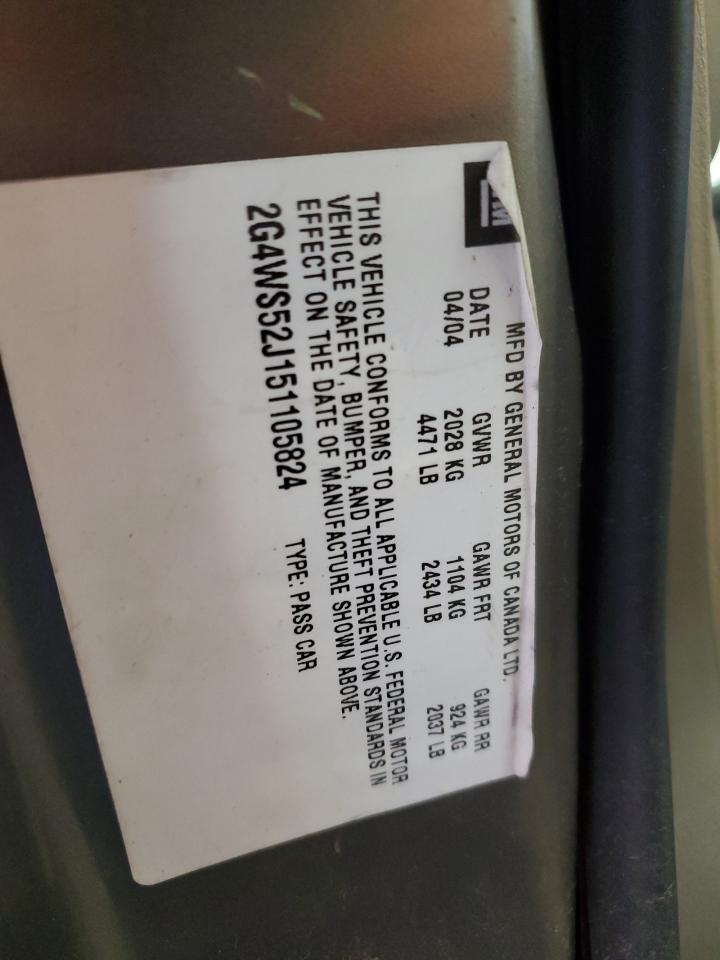 GM
MFD BY GENERAL MOTORS OF CANADA LTD.
DATE GVWR GAWR FRT GAWR RR
04/04 2028 KG 1104 KG 924 KG
4471 LB 2434 LB 2037 LB
THIS VEHICLE CONFORMS TO ALL APPLICABLE U.S. FEDERAL MOTOR
VEHICLE SAFETY, BUMPER, AND THEFT PREVENTION STANDARDS IN
EFFECT ON THE DATE OF MANUFACTURE SHOWN ABOVE.
2G4WS52J151105824 TYPE: PASS CAR